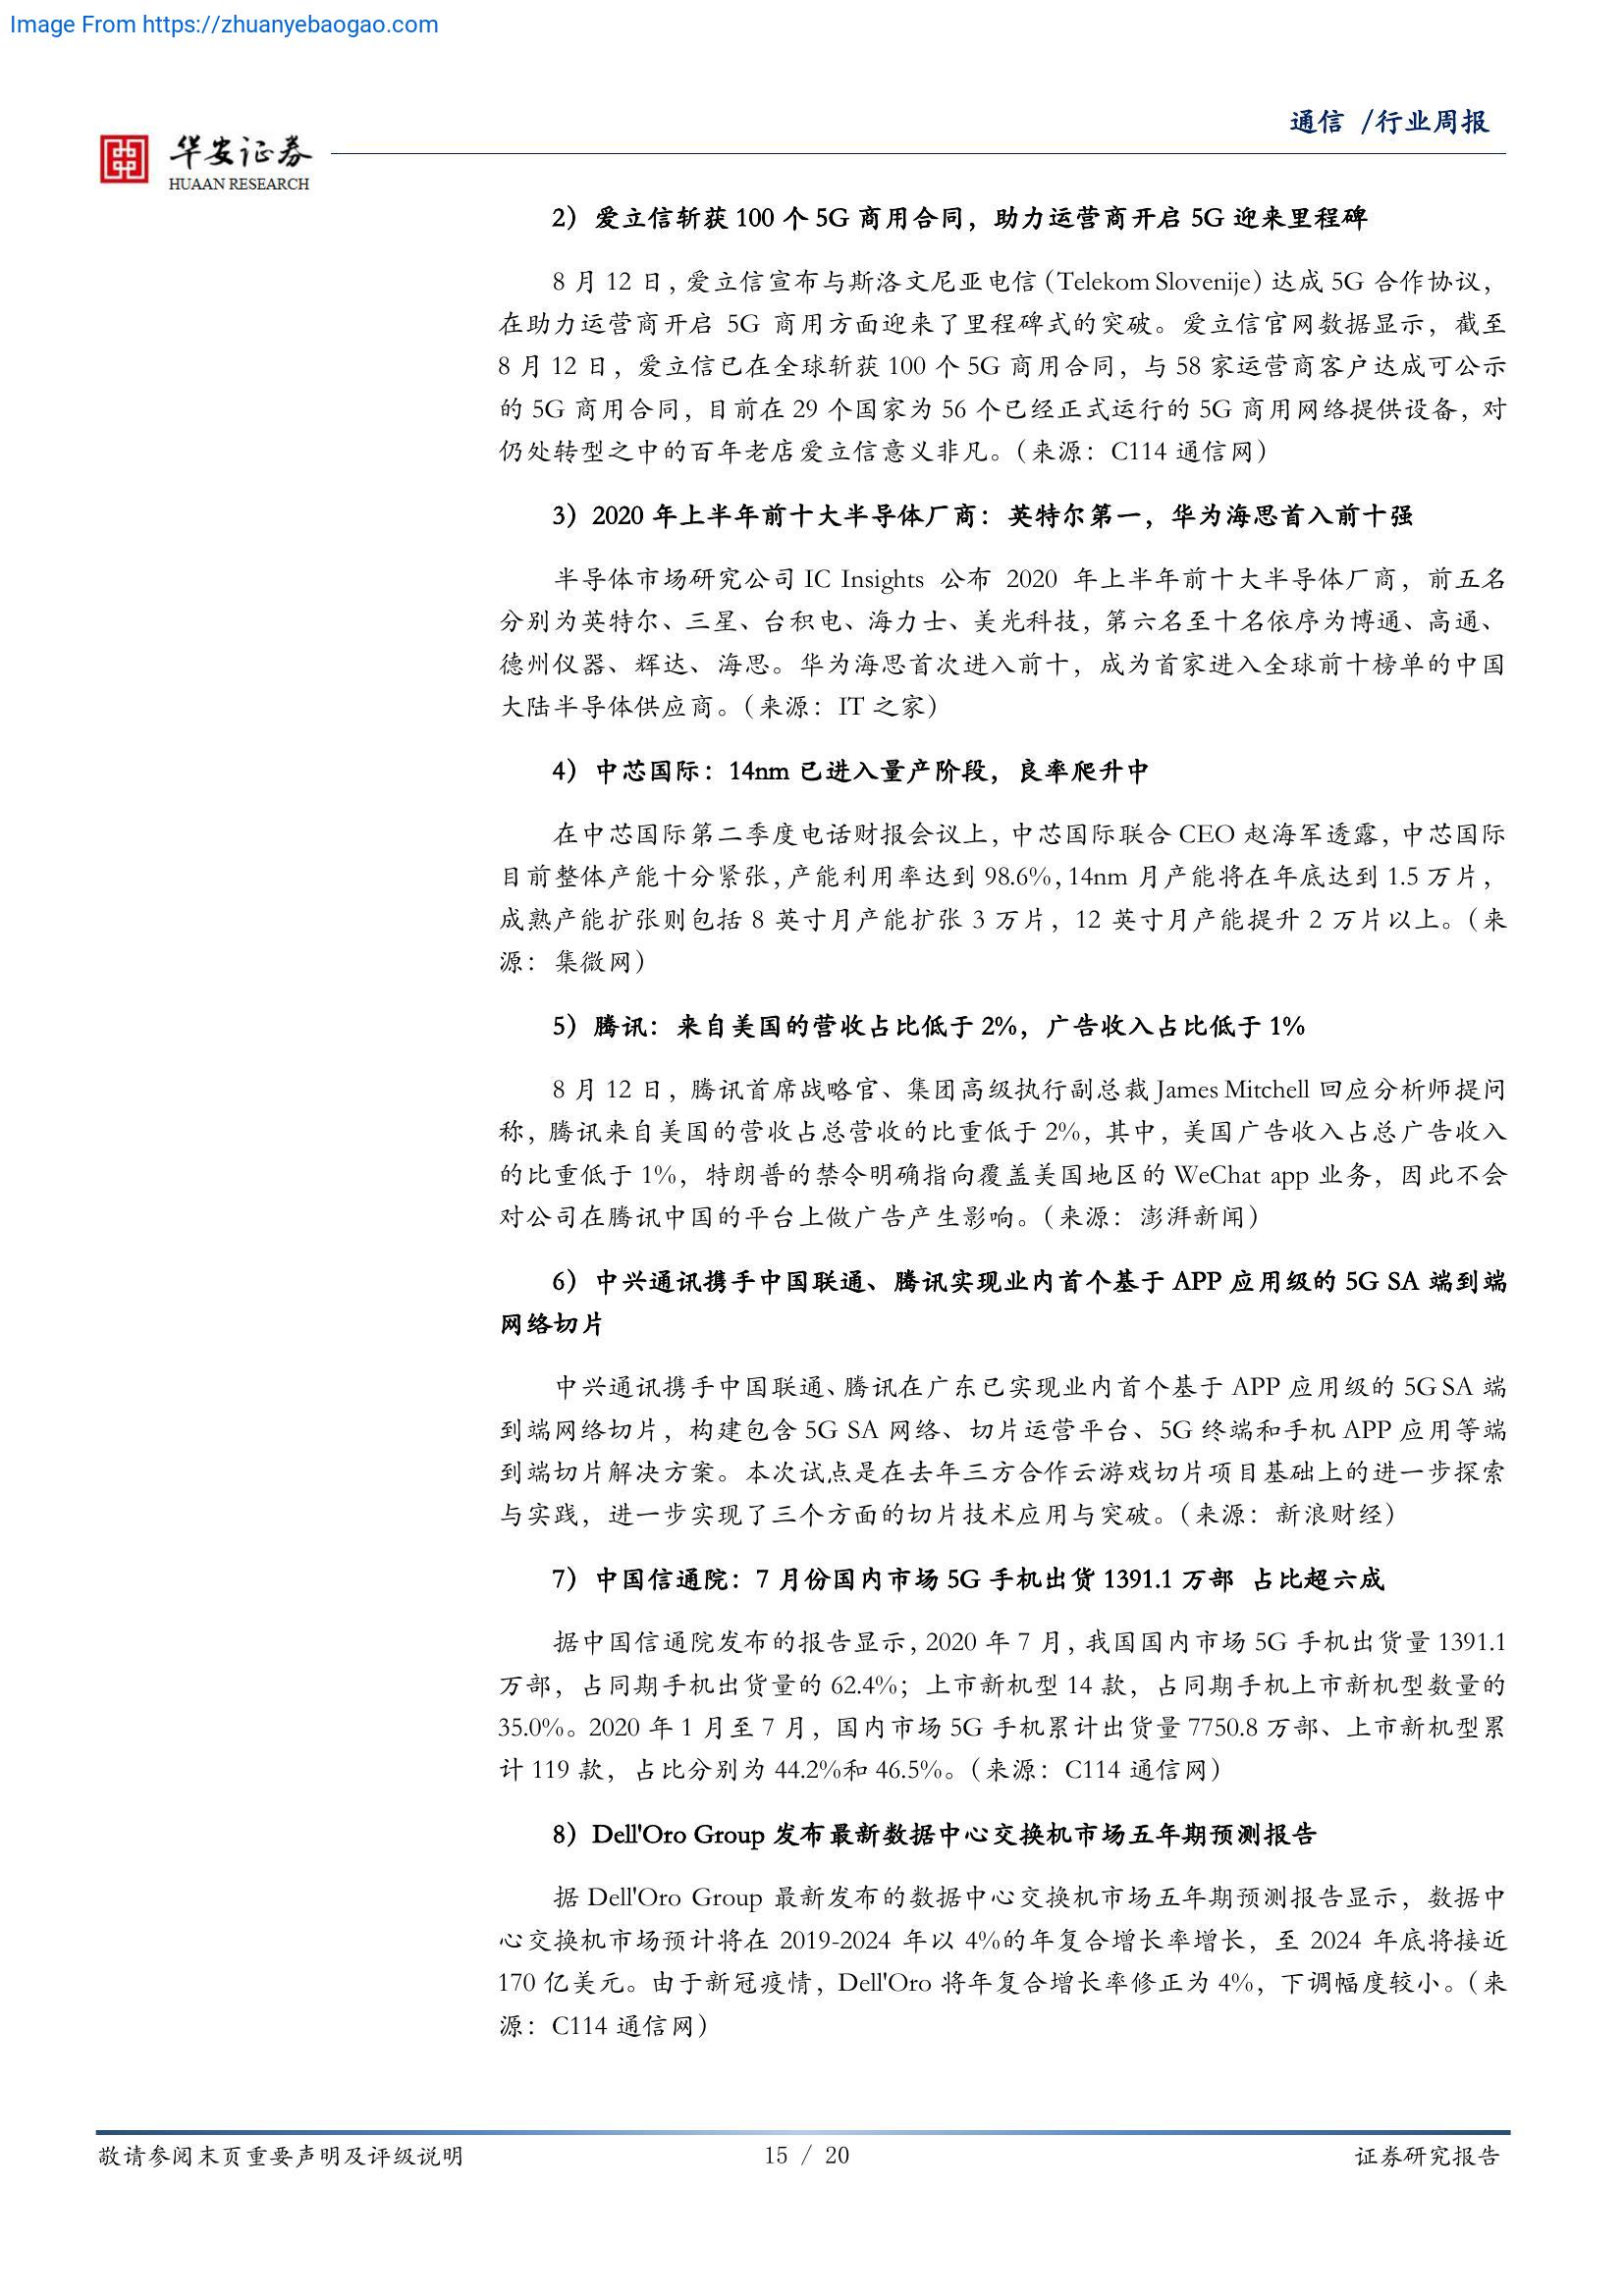 Image From https://zhuanyebaogao.com
通信 /行业周报
华安证券
HUAAN RESEARCH
2）爱立信斩获 100 个 5G 商用合同，助力运营商开启 5G 迎来里程碑
8 月 12 日，爱立信宣布与斯洛文尼亚电信（Telekom Slovenije）达成 5G 合作协议，
在助力运营商开启 5G 商用方面迎来了里程碑式的突破。爱立信官网数据显示，截至
8 月 12 日，爱立信已在全球斩获 100 个 5G 商用合同，与 58 家运营商客户达成可公示
的 5G 商用合同，目前在 29 个国家为 56 个已经正式运行的 5G 商用网络提供设备，对
仍处转型之中的百年老店爱立信意义非凡。（来源：C114 通信网）
3）2020 年上半年前十大半导体厂商：英特尔第一，华为海思首入前十强
半导体市场研究公司 IC Insights 公布 2020 年上半年前十大半导体厂商，前五名
分别为英特尔、三星、台积电、海力士、美光科技，第六名至十名依序为博通、高通、
德州仪器、辉达、海思。华为海思首次进入前十，成为首家进入全球前十榜单的中国
大陆半导体供应商。（来源：IT 之家）
4）中芯国际：14nm 已进入量产阶段，良率爬升中
在中芯国际第二季度电话财报会议上，中芯国际联合 CEO 赵海军透露，中芯国际
目前整体产能十分紧张，产能利用率达到 98.6%，14nm 月产能将在年底达到 1.5 万片，
成熟产能扩张则包括 8 英寸月产能扩张 3 万片，12 英寸月产能提升 2 万片以上。（来
源：集微网）
5）腾讯：来自美国的营收占比低于 2%，广告收入占比低于 1%
8 月 12 日，腾讯首席战略官、集团高级执行副总裁 James Mitchell 回应分析师提问
称，腾讯来自美国的营收占总营收的比重低于 2%，其中，美国广告收入占总广告收入
的比重低于 1%，特朗普的禁令明确指向覆盖美国地区的 WeChat app 业务，因此不会
对公司在腾讯中国的平台上做广告产生影响。（来源：澎湃新闻）
6）中兴通讯携手中国联通、腾讯实现业内首个基于 APP 应用级的 5G SA 端到端
网络切片
中兴通讯携手中国联通、腾讯在广东已实现业内首个基于 APP 应用级的 5G SA 端
到端网络切片，构建包含 5G SA 网络、切片运营平台、5G 终端和手机 APP 应用等端
到端切片解决方案。本次试点是在去年三方合作云游戏切片项目基础上的进一步探索
与实践，进一步实现了三个方面的切片技术应用与突破。（来源：新浪财经）
7）中国信通院：7 月份国内市场 5G 手机出货 1391.1 万部 占比超六成
据中国信通院发布的报告显示，2020 年 7 月，我国国内市场 5G 手机出货量 1391.1
万部，占同期手机出货量的 62.4%；上市新机型 14 款，占同期手机上市新机型数量的
35.0%。2020 年 1 月至 7 月，国内市场 5G 手机累计出货量 7750.8 万部、上市新机型累
计 119 款，占比分别为 44.2%和 46.5%。（来源：C114 通信网）
8）Dell'Oro Group 发布最新数据中心交换机市场五年期预测报告
据 Dell'Oro Group 最新发布的数据中心交换机市场五年期预测报告显示，数据中
心交换机市场预计将在 2019-2024 年以 4%的年复合增长率增长，至 2024 年底将接近
170 亿美元。由于新冠疫情，Dell'Oro 将年复合增长率修正为 4%，下调幅度较小。（来
源：C114 通信网）
敬请参阅末页重要声明及评级说明
15 / 20
证券研究报告